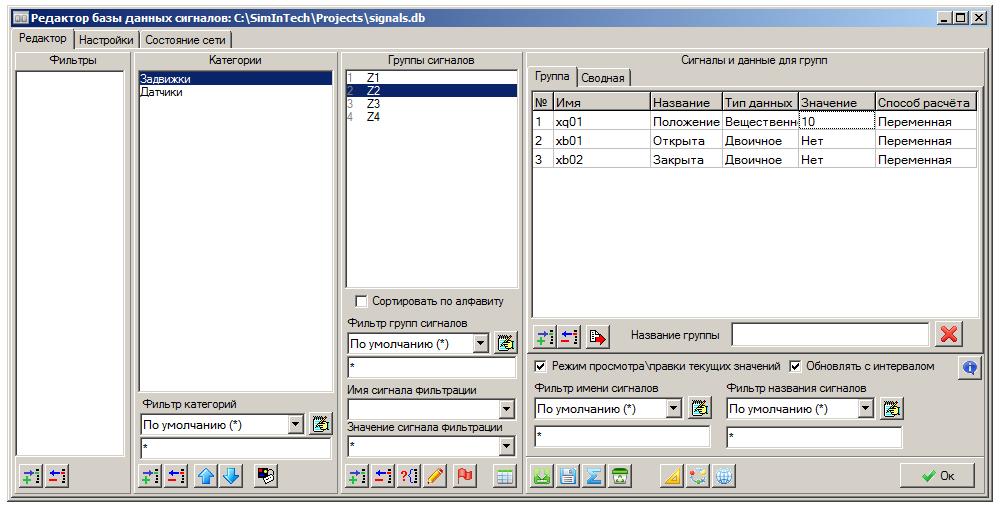 Редактор базы данных сигналов: C:\SimInTech\Projects\signals.db
Редактор Настройки Состояние сети
Фильтры
Категории
Задвижки
Датчики
Фильтр категорий
По умолчанию (*)
*
Группы сигналов
1 Z1
2 Z2
3 Z3
4 Z4
Сортировать по алфавиту
Фильтр групп сигналов
По умолчанию (*)
*
Имя сигнала фильтрации
Значение сигнала фильтрации
*
Сигналы и данные для групп
Группа Сводная
№ Имя Название Тип данных Значение Способ расчёта
1 xq01 Положение Вещественн 10 Переменная
2 xb01 Открыта Двоичное Нет Переменная
3 xb02 Закрыта Двоичное Нет Переменная
Название группы
Режим просмотра\правки текущих значений Обновлять с интервалом
Фильтр имени сигналов Фильтр названия сигналов
По умолчанию (*) По умолчанию (*)
* *
Ок